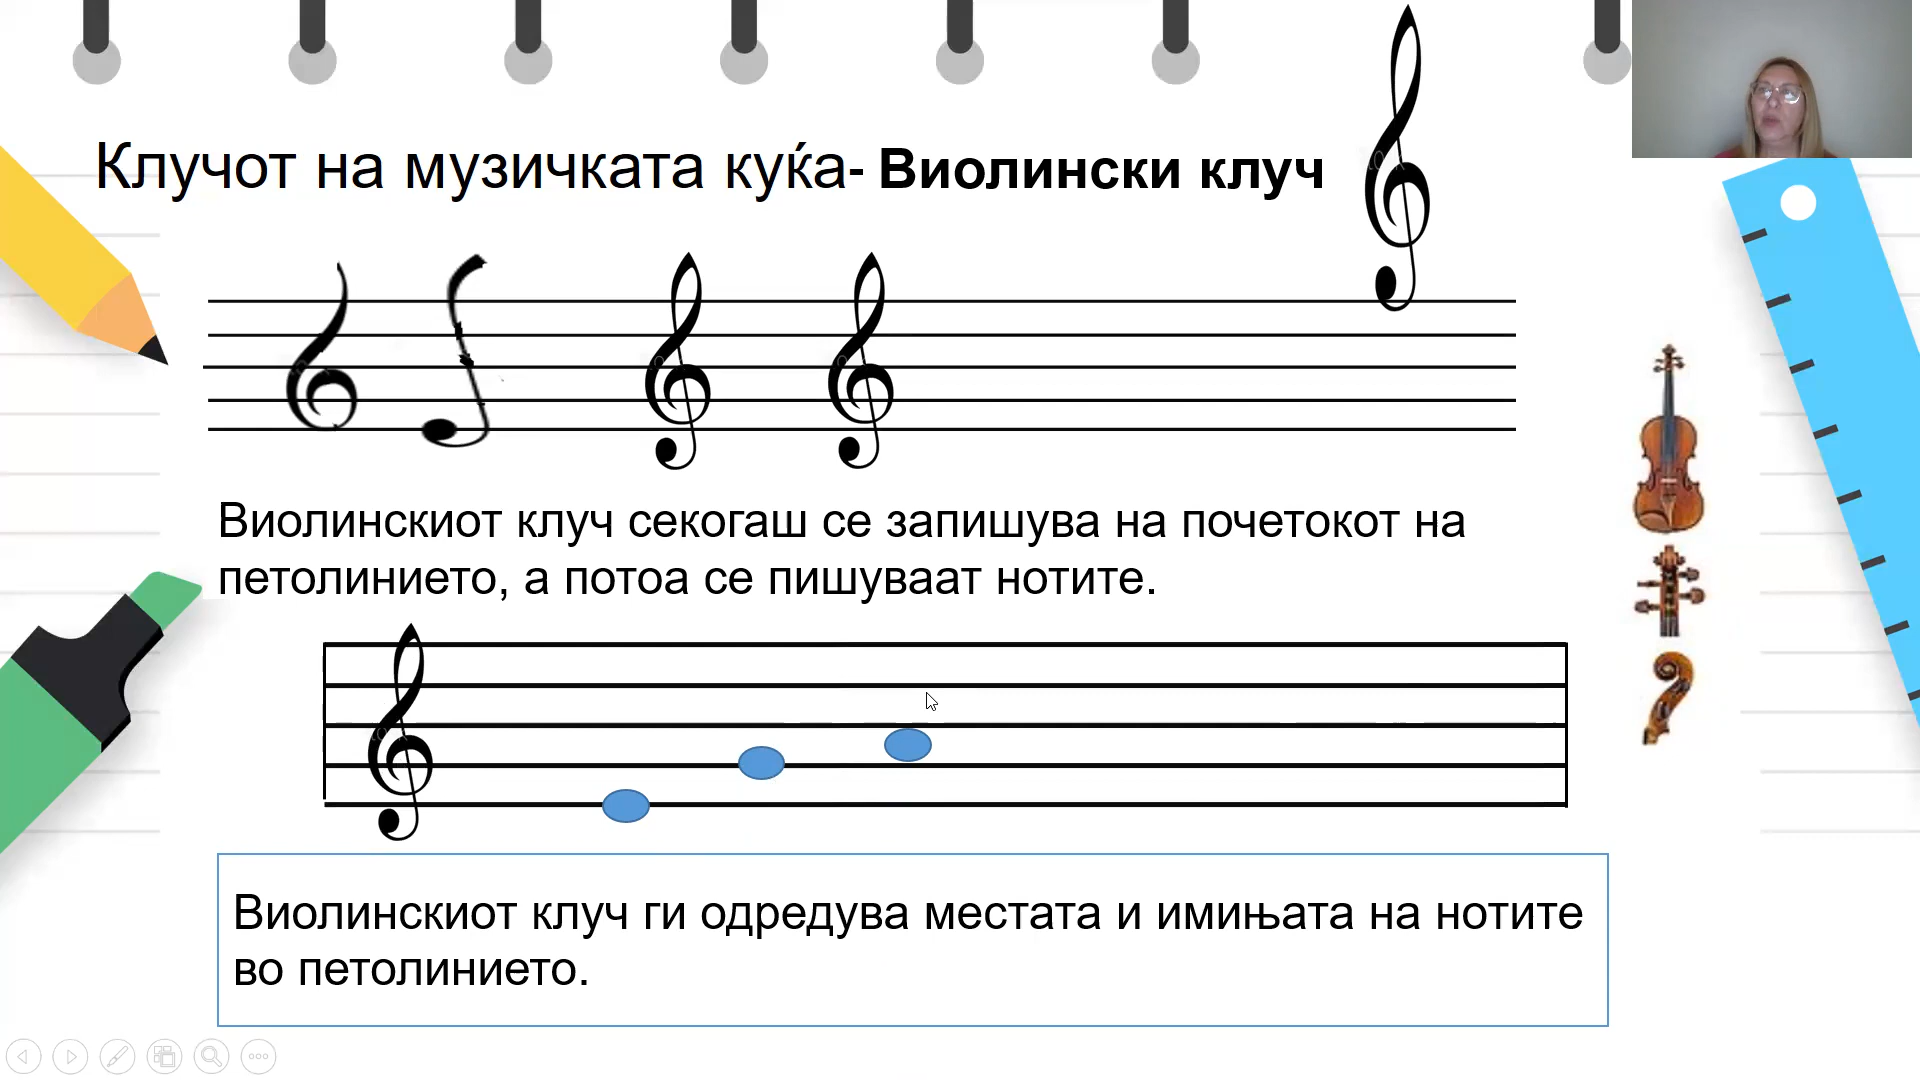 Клучот на музичката куќа- Виолински клуч
Виолинскиот клуч секогаш се запишува на почетокот на
петолинието, а потоа се пишуваат нотите.
Виолинскиот клуч ги одредува местата и имињата на нотите
во петолинието.